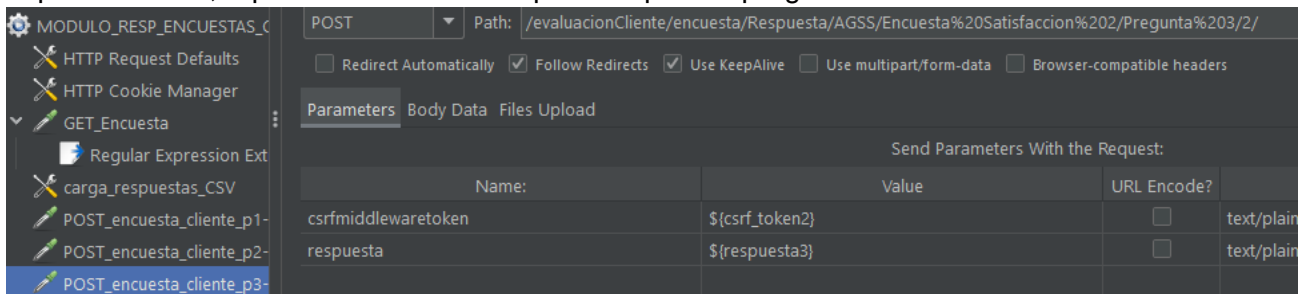 MODULO_RESP_ENCUESTAS_
HTTP Request Defaults
HTTP Cookie Manager
GET_Encuesta
Regular Expression Ext
carga_respuestas_CSV
POST_encuesta_cliente_p1-
POST_encuesta_cliente_p2-
POST_encuesta_cliente_p3-
POST Path: /evaluacionCliente/encuesta/Respuesta/AGSS/Encuesta%20Satisfaccion%202/Pregunta%203/2/
Redirect Automatically Follow Redirects Use KeepAlive Use multipart/form-data Browser-compatible headers
Parameters Body Data Files Upload
Send Parameters With the Request:
Name: Value URL Encode?
csrfmiddlewaretoken ${csrf_token2} text/plain
respuesta ${respuesta3} text/plain